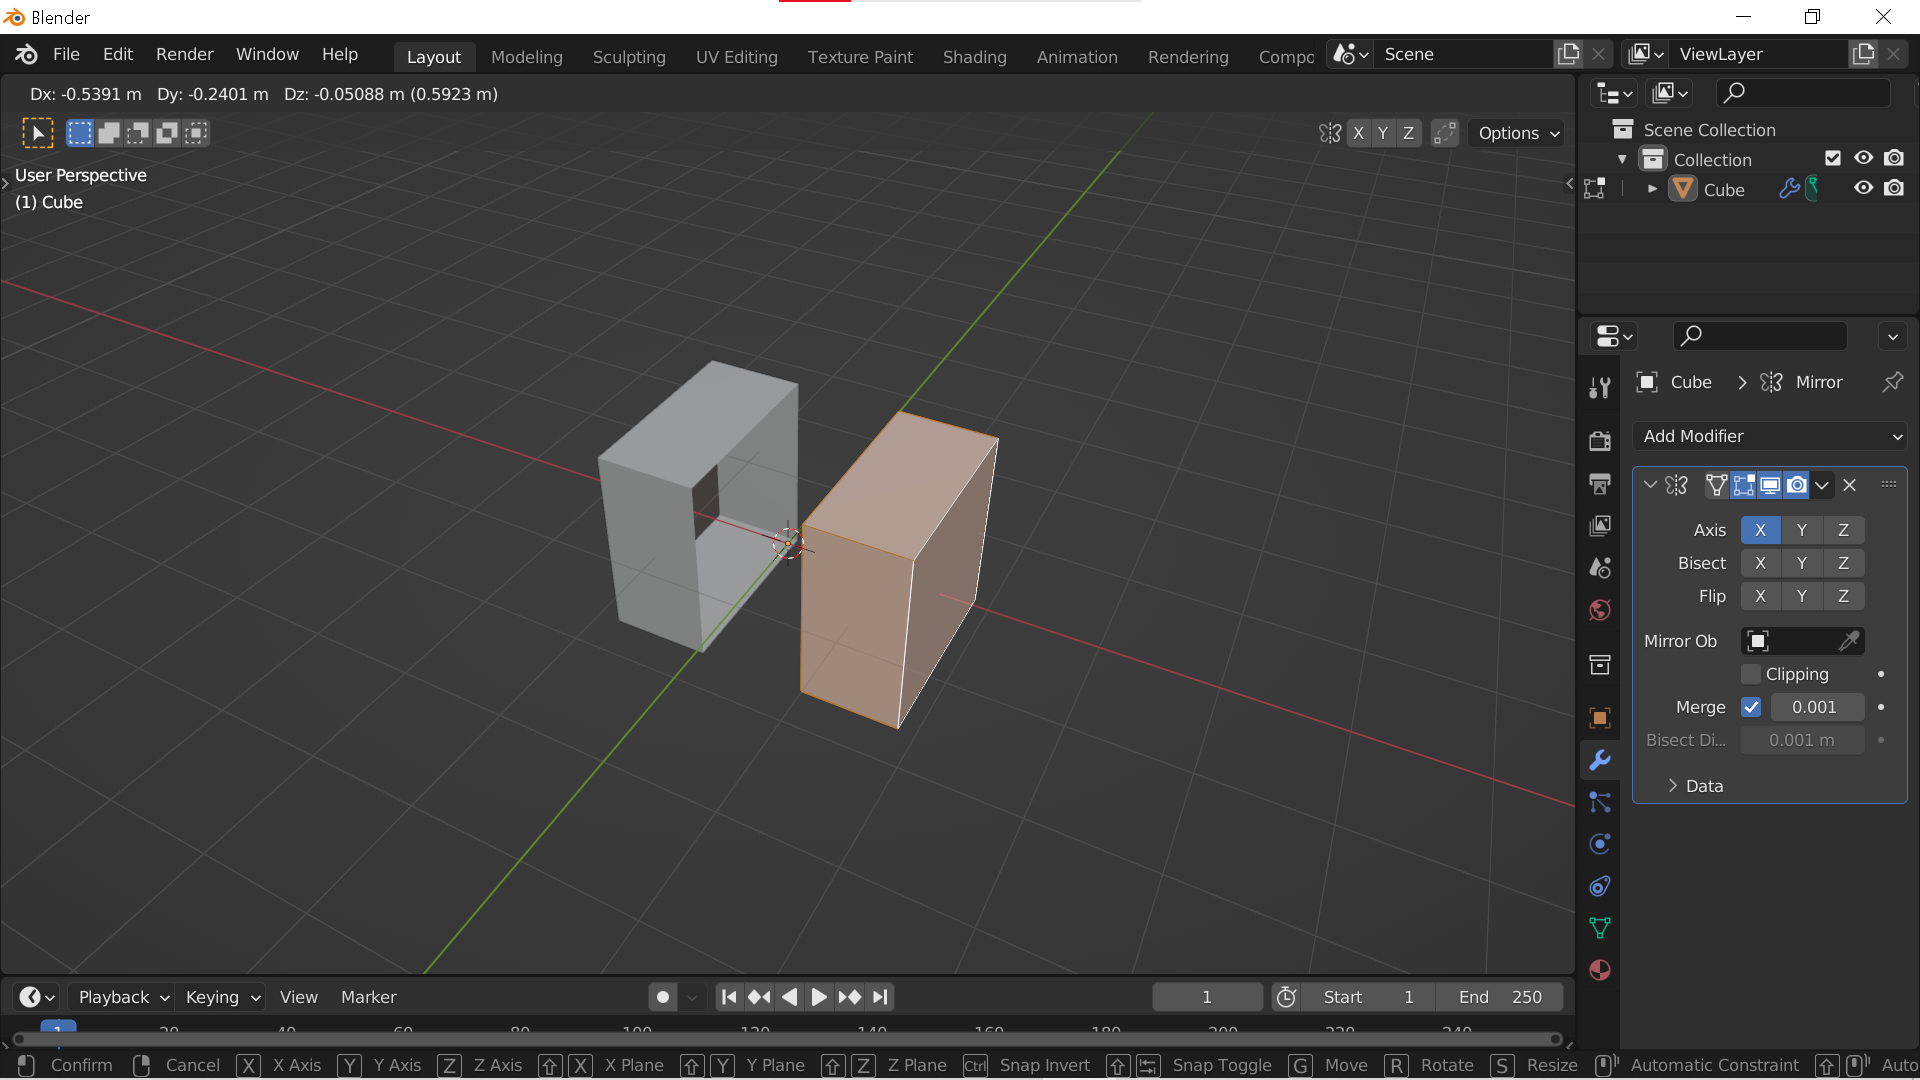 Blender
File Edit Render Window Help Layout Modeling Sculpting UV Editing Texture Paint Shading Animation Rendering Compo Scene ViewLayer
Dx: -0.5391 m Dy: -0.2401 m Dz: -0.05088 m (0.5923 m)
X Y Z Options
User Perspective
(1) Cube
Scene Collection
Collection
Cube
Cube > Mirror
Add Modifier
Axis X Y Z
Bisect X Y Z
Flip X Y Z
Mirror Ob
Clipping
Merge 0.001
Bisect Di... 0.001 m
Data
Playback Keying View Marker 1 Start 1 End 250
1 20 40 60 80 100 120 140 160 180 200 220 240
Confirm Cancel X X Axis Y Y Axis Z Z Axis X X Plane Y Y Plane Z Z Plane Ctrl Snap Invert Snap Toggle G Move R Rotate S Resize Automatic Constraint Auto